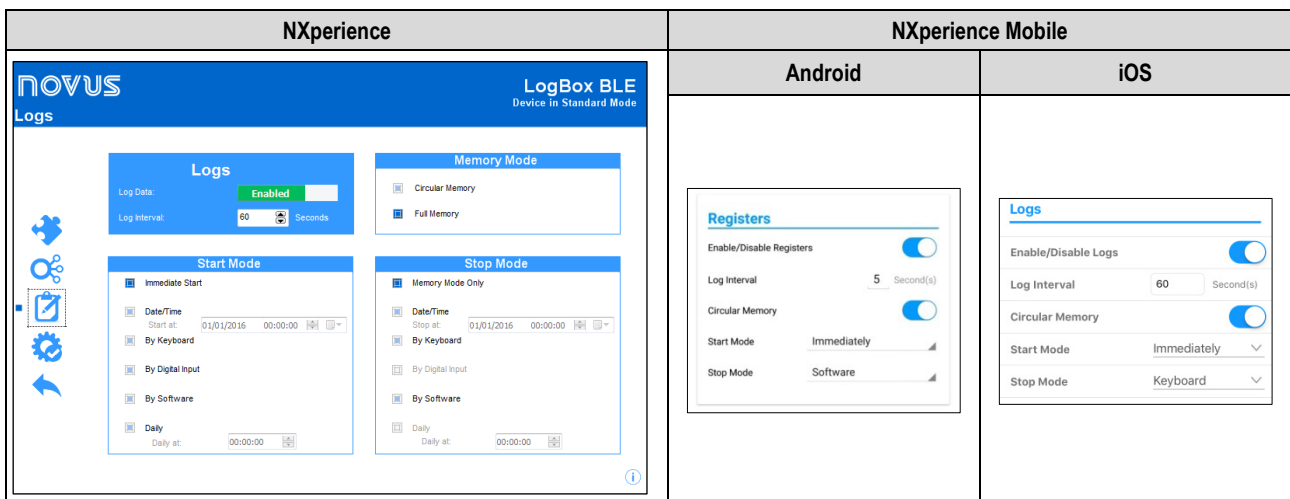 NXperience
NXperience Mobile
Android
iOS
novus
LogBox BLE
Device in Standard Mode
Logs
Logs
Log Data:
Enabled
Log Interval:
60
Seconds
Memory Mode
Circular Memory
Full Memory
Start Mode
Immediate Start
Date/Time
Start at:
01/01/2016 00:00:00
By Keyboard
By Digital Input
By Software
Daily
Daily at:
00:00:00
Stop Mode
Memory Mode Only
Date/Time
Stop at:
01/01/2016 00:00:00
By Keyboard
By Digital Input
By Software
Daily
Daily at:
00:00:00
i
Registers
Enable/Disable Registers
Log Interval 5 Second(s)
Circular Memory
Start Mode Immediately
Stop Mode Software
Logs
Enable/Disable Logs
Log Interval 60 Second(s)
Circular Memory
Start Mode Immediately
Stop Mode Keyboard